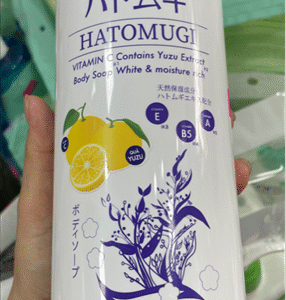 ハトムギ
HATOMUGI
VITAMIN C Contains Yuzu Extract
Body Soap White & moisture rich
天然保湿成分
ハトムギエキス配合
E
B5
A
QUẢ
YUZU
ボディソープ